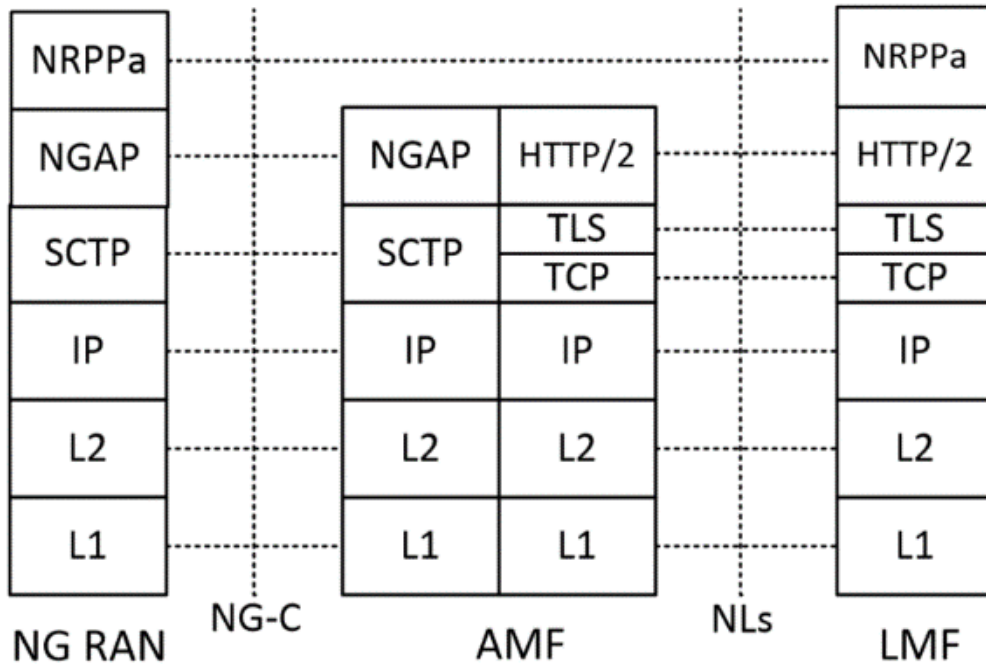 NRPPa NRPPa
NGAP NGAP HTTP/2 HTTP/2
SCTP SCTP TLS TLS
TCP TCP
IP IP IP IP
L2 L2 L2 L2
L1 L1 L1 L1
NG-C NLs
NG RAN AMF LMF